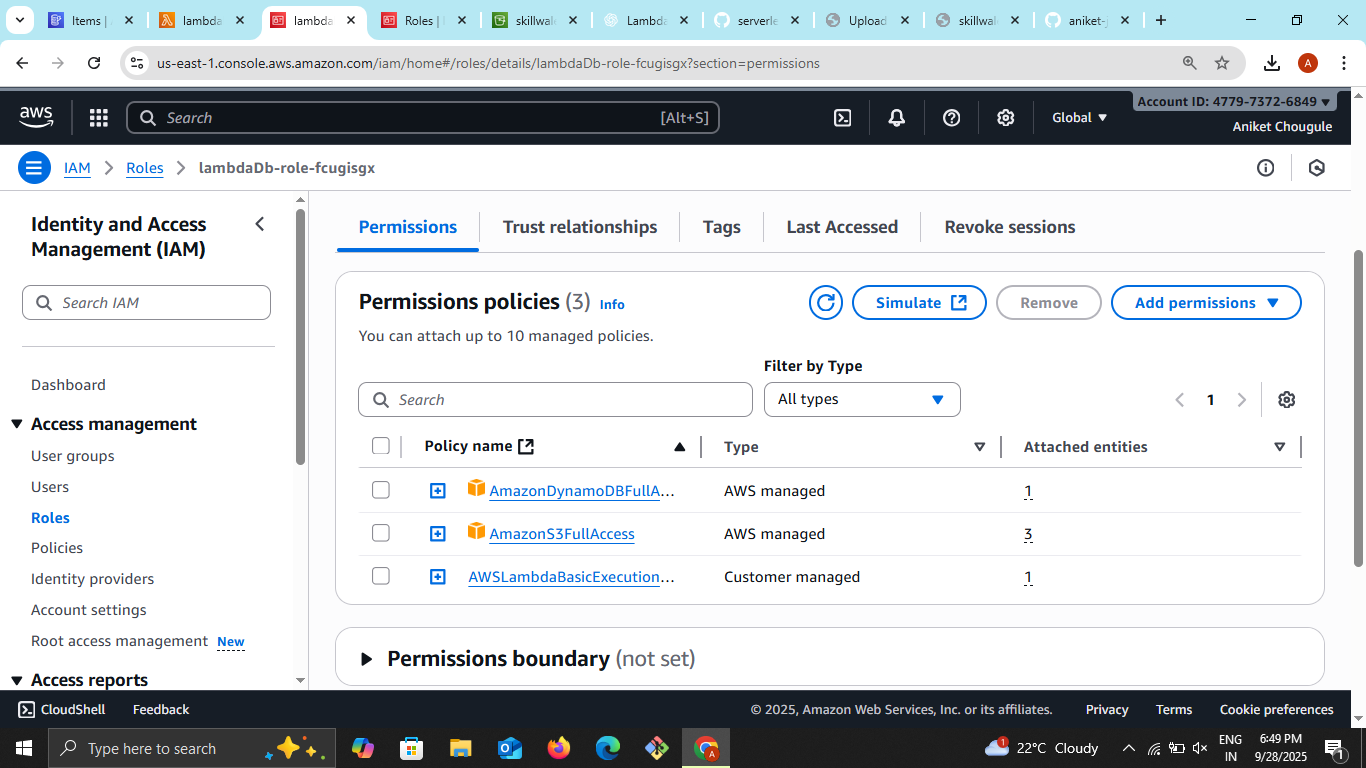 Items |
lambda
lambda
Roles |
skillwal
Lambda
serverle
Upload
skillwal
aniket-
us-east-1.console.aws.amazon.com/iam/home#/roles/details/lambdaDb-role-fcugisgx?section=permissions
A
aws
Search
[Alt+S]
Global
Account ID: 4779-7372-6849
Aniket Chougule
IAM
Roles
lambdaDb-role-fcugisgx
Identity and Access
Management (IAM)
Search IAM
Dashboard
Access management
User groups
Users
Roles
Policies
Identity providers
Account settings
Root access management New
Access reports
Permissions
Trust relationships
Tags
Last Accessed
Revoke sessions
Permissions policies (3) Info
Simulate
Remove
Add permissions
You can attach up to 10 managed policies.
Filter by Type
Search
All types
1
Policy name
Type
Attached entities
AmazonDynamoDBFullA... AWS managed 1
AmazonS3FullAccess AWS managed 3
AWSLambdaBasicExecution... Customer managed 1
Permissions boundary (not set)
CloudShell
Feedback
© 2025, Amazon Web Services, Inc. or its affiliates.
Privacy
Terms
Cookie preferences
Type here to search
A
1
22°C Cloudy
ENG
IN
6:49 PM
9/28/2025
1